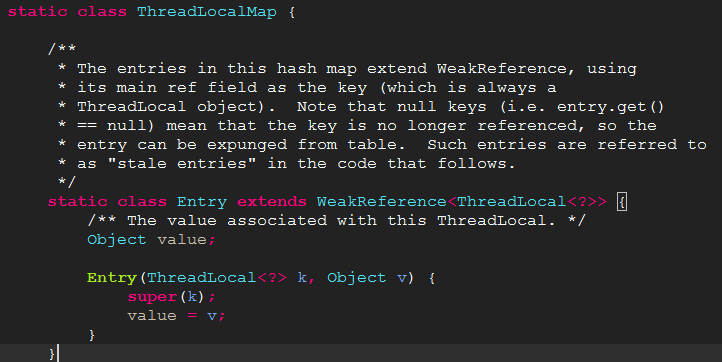 static class ThreadLocalMap {
/**
* The entries in this hash map extend WeakReference, using
* its main ref field as the key (which is always a
* ThreadLocal object).  Note that null keys (i.e. entry.get()
* == null) mean that the key is no longer referenced, so the
* entry can be expunged from table.  Such entries are referred to
* as "stale entries" in the code that follows.
*/
static class Entry extends WeakReference<ThreadLocal<?>> {
/** The value associated with this ThreadLocal. */
Object value;
Entry(ThreadLocal<?> k, Object v) {
super(k);
value = v;
}
}